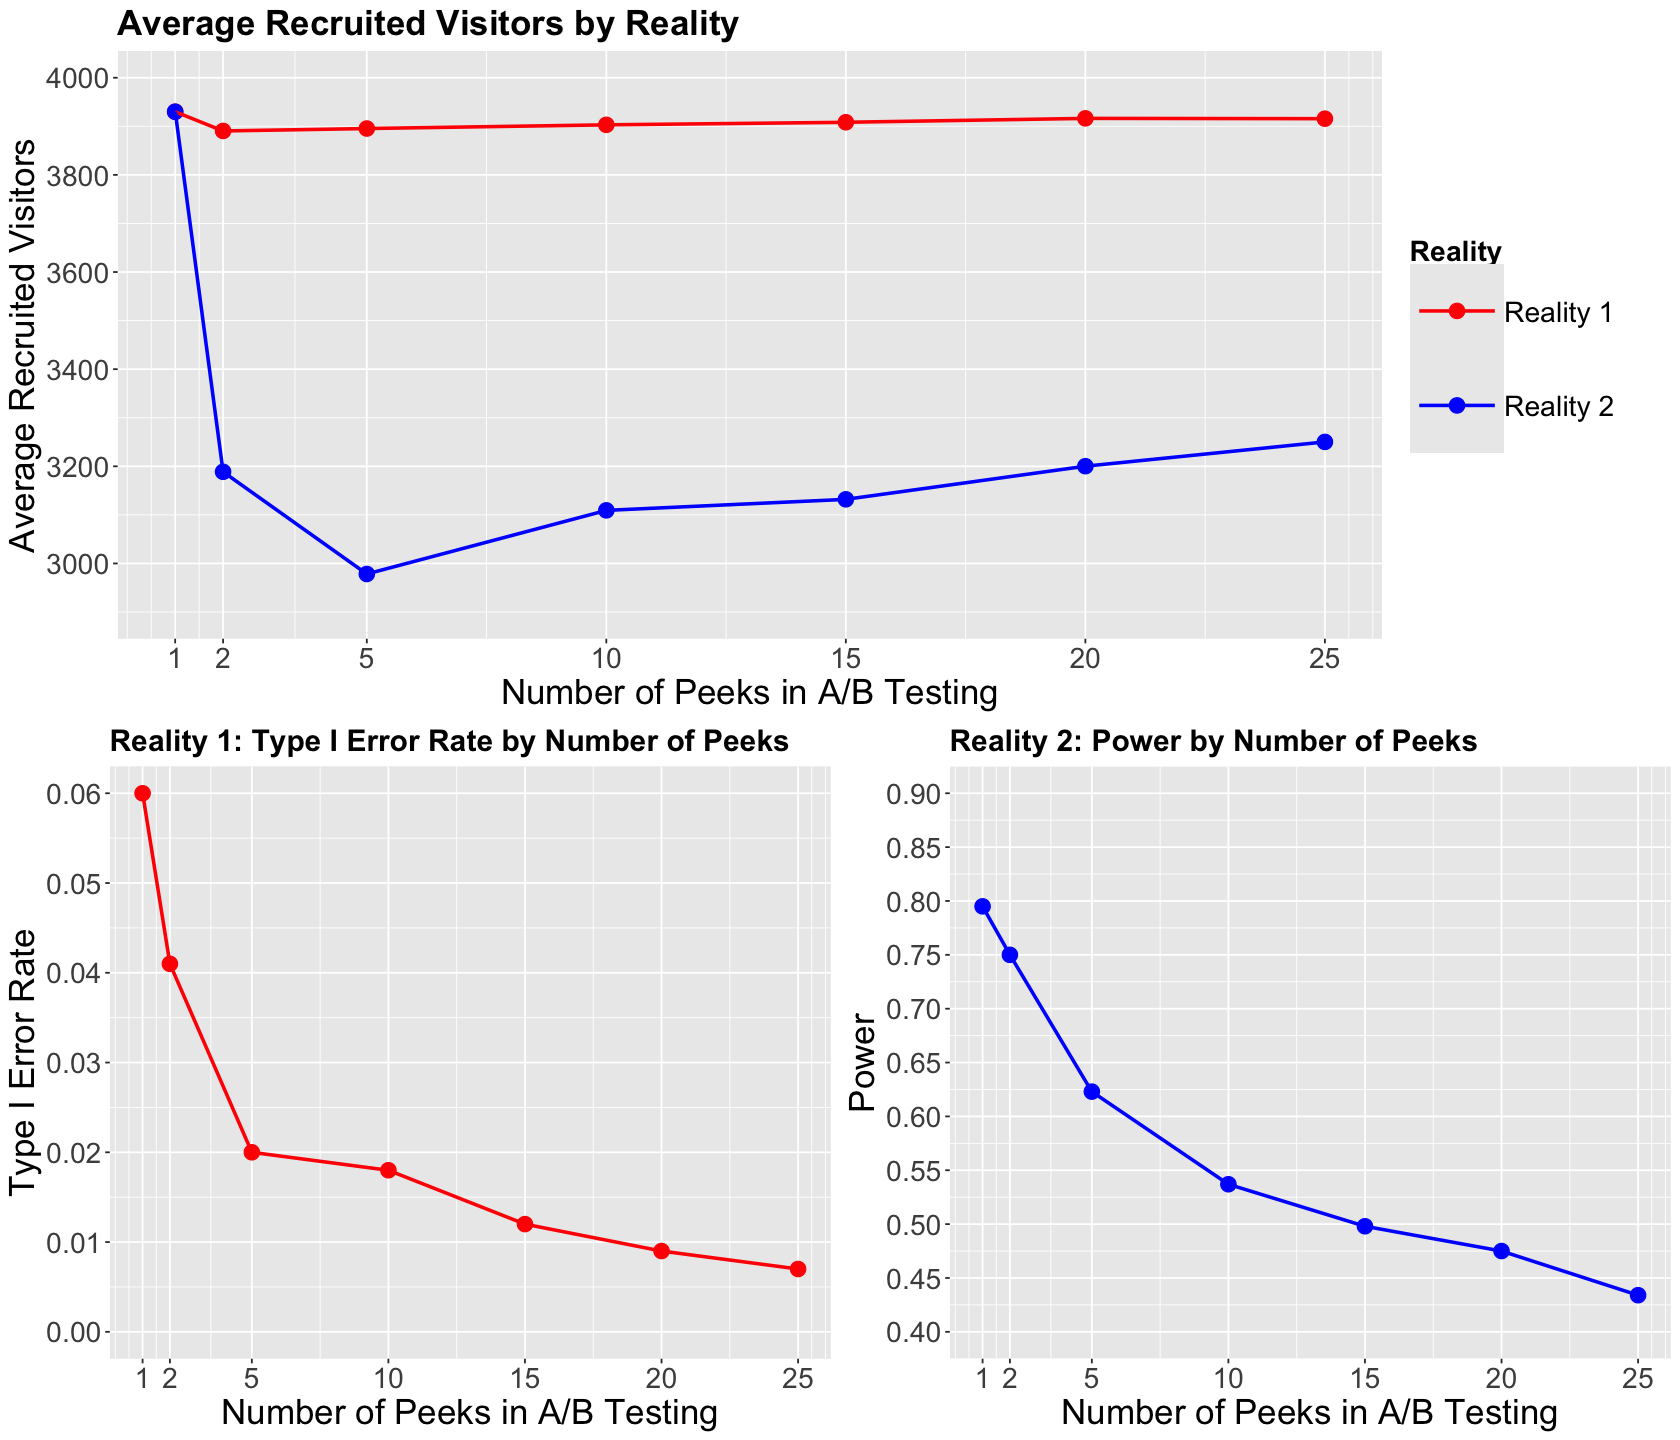 Average Recruited Visitors by Reality
Average Recruited Visitors
4000
3800
3600
3400
3200
3000
1 2 5 10 15 20 25
Number of Peeks in A/B Testing
Reality
Reality 1
Reality 2
Reality 1: Type I Error Rate by Number of Peeks
Type I Error Rate
0.06
0.05
0.04
0.03
0.02
0.01
0.00
1 2 5 10 15 20 25
Number of Peeks in A/B Testing
Reality 2: Power by Number of Peeks
Power
0.90
0.85
0.80
0.75
0.70
0.65
0.60
0.55
0.50
0.45
0.40
1 2 5 10 15 20 25
Number of Peeks in A/B Testing